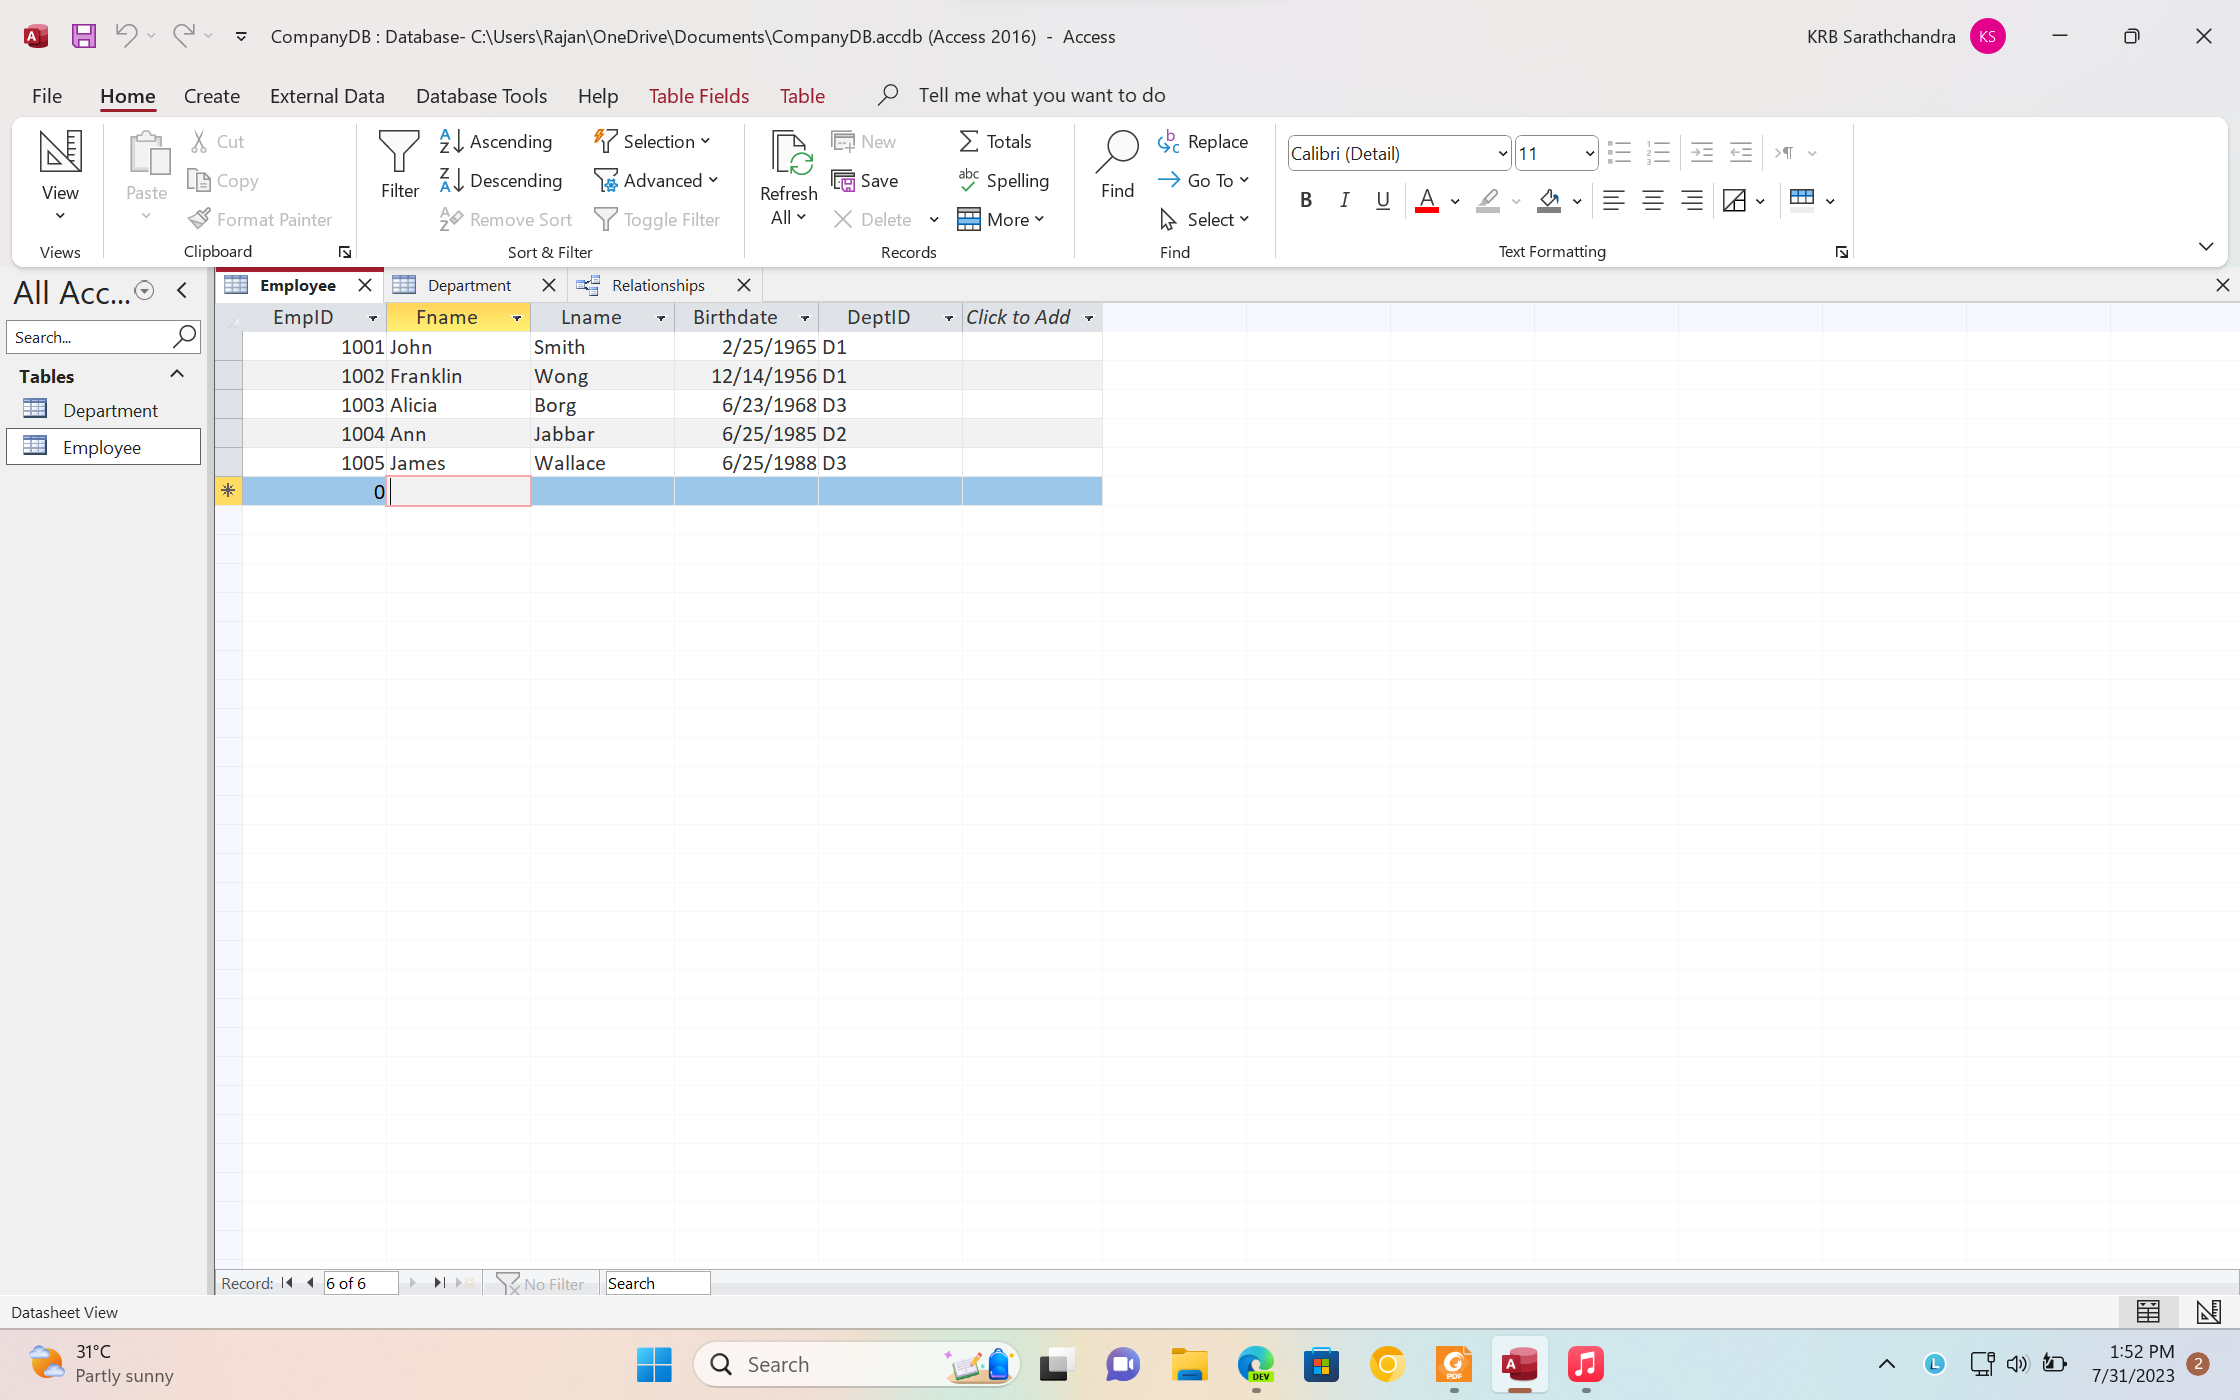 CompanyDB : Database- C:\Users\Rajan\OneDrive\Documents\CompanyDB.accdb (Access 2016)  -  Access
KRB Sarathchandra KS
File Home Create External Data Database Tools Help Table Fields Table Tell me what you want to do
View
Views
Paste
Cut
Copy
Format Painter
Clipboard
Filter
Ascending
Descending
Remove Sort
Selection
Advanced
Toggle Filter
Sort & Filter
Refresh
All
New
Save
Delete
Totals
Spelling
More
Records
Find
Replace
Go To
Select
Find
Calibri (Detail) 11
B I U A
Text Formatting
All Acc...
Search...
Tables
Department
Employee
Employee Department Relationships
EmpID Fname Lname Birthdate DeptID Click to Add
1001 John Smith 2/25/1965 D1
1002 Franklin Wong 12/14/1956 D1
1003 Alicia Borg 6/23/1968 D3
1004 Ann Jabbar 6/25/1985 D2
1005 James Wallace 6/25/1988 D3
0
Record: 6 of 6 No Filter Search
Datasheet View
31°C
Partly sunny
Search
DEV
PDF
A
L
1:52 PM
7/31/2023
2